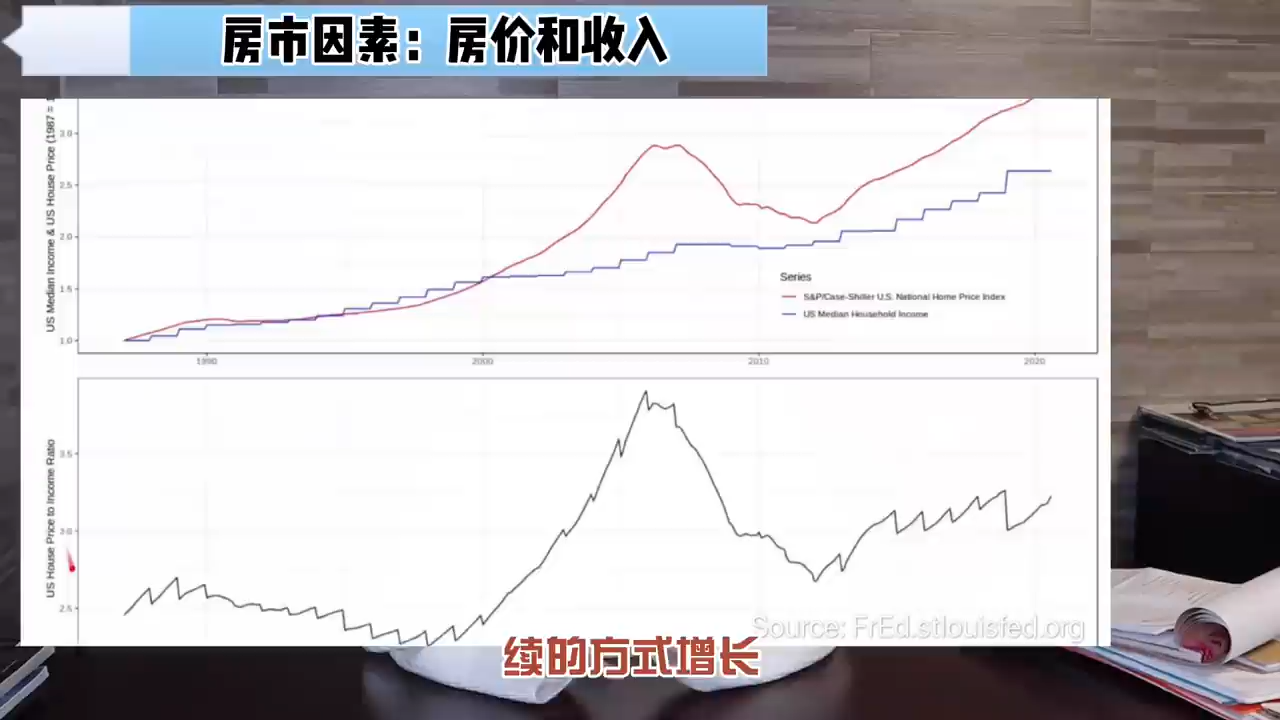 房市因素：房价和收入
US Median Income & US House Price (1987 =
3.0
2.5
2.0
1.5
1.0
Series
S&P/Case-Shiller U.S. National Home Price Index
US Median Household Income
1990
2000
2010
2020
US House Price to Income Ratio
3.5
3.0
2.5
Source: FrEd.stlouisfed.org
续的方式增长